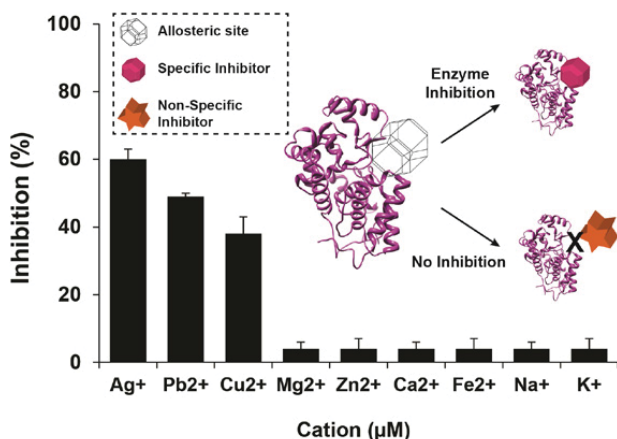 100
80
60
40
20
0
Inhibition (%)
Allosteric site
Specific Inhibitor
Non-Specific
Inhibitor
Enzyme
Inhibition
No Inhibition
X
Ag+ Pb2+ Cu2+ Mg2+ Zn2+ Ca2+ Fe2+ Na+ K+
Cation (µM)